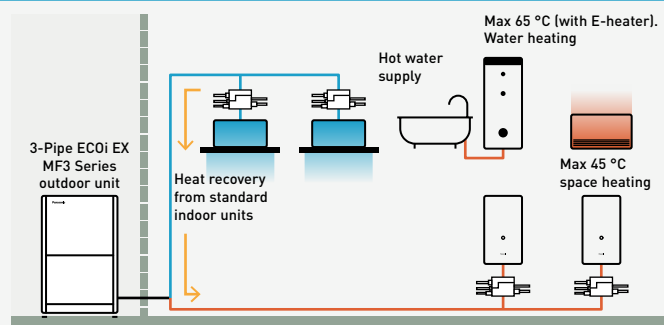 Max 65 °C (with E-heater).
Water heating
Hot water
supply
3-Pipe ECOi EX
MF3 Series
outdoor unit
Heat recovery
from standard
indoor units
Max 45 °C
space heating
Panasonic